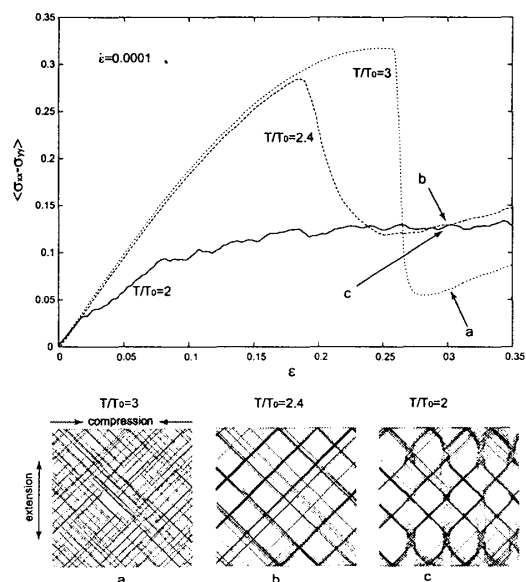 0.35
0.3
0.25
0.2
0.15
0.1
0.05
0
<σxx-σyy>
ε̇=0.0001
T/T0=3
T/T0=2.4
T/T0=2
b
c
a
0 0.05 0.1 0.15 0.2 0.25 0.3 0.35
ε
T/T0=3 T/T0=2.4 T/T0=2
compression
extension
a b c